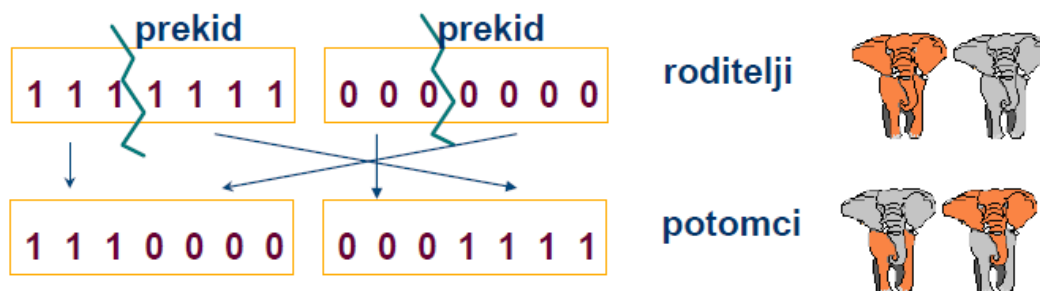 prekid prekid
1 1 1 1 1 1 1 0 0 0 0 0 0 0 roditelji
1 1 1 0 0 0 0 0 0 0 1 1 1 1 potomci